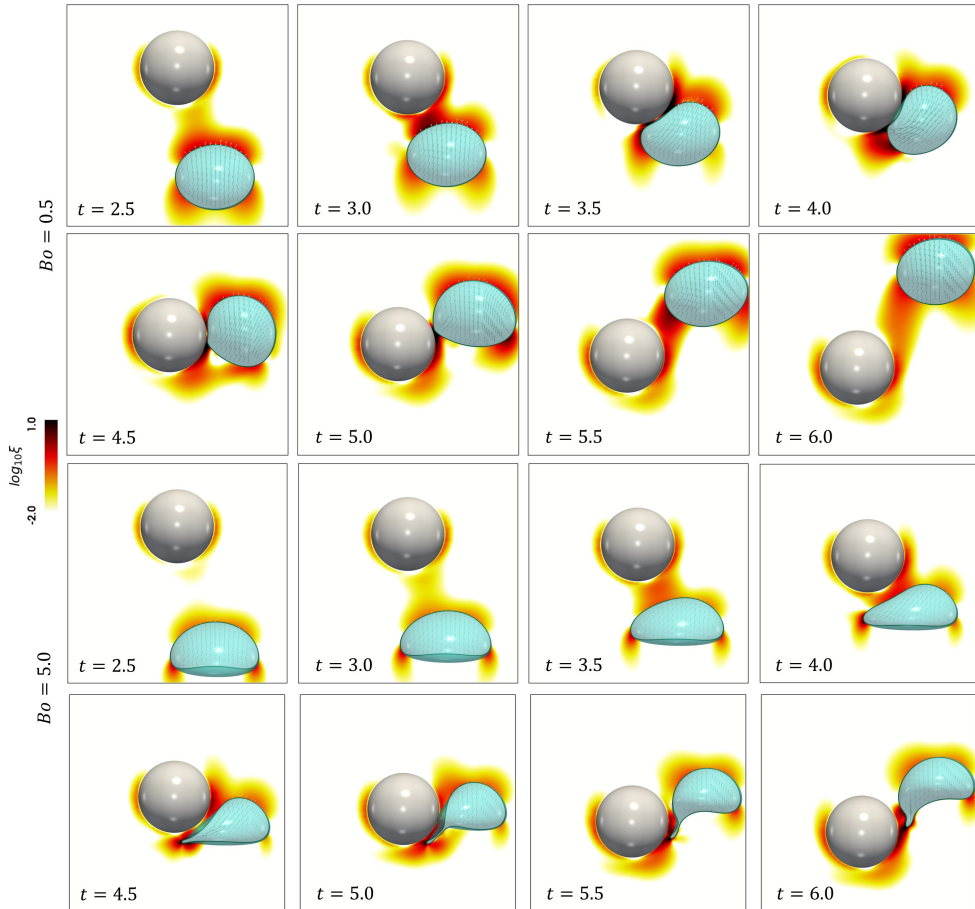 t = 2.5
t = 3.0
t = 3.5
t = 4.0
Bo = 0.5
t = 4.5
t = 5.0
t = 5.5
t = 6.0
log₁₀ξ
-2.0
1.0
t = 2.5
t = 3.0
t = 3.5
t = 4.0
Bo = 5.0
t = 4.5
t = 5.0
t = 5.5
t = 6.0